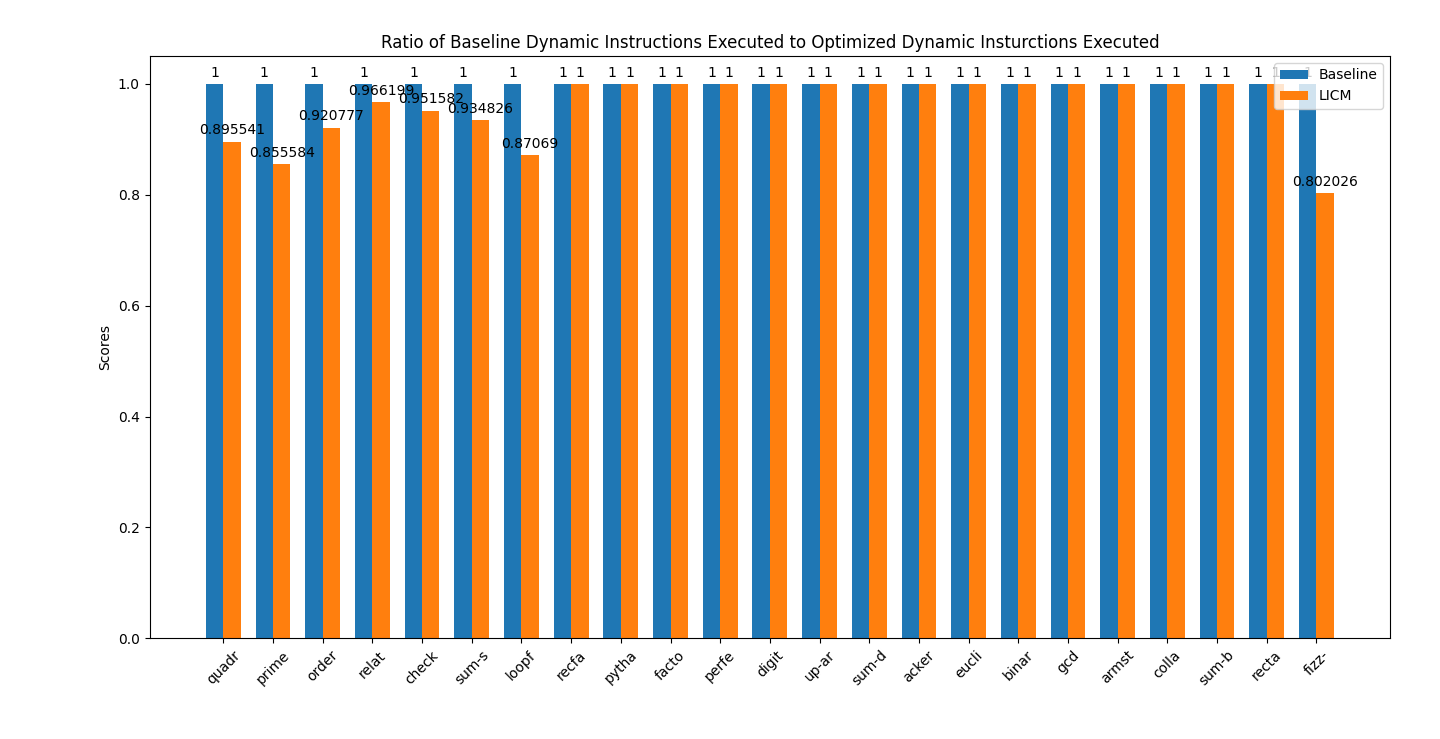 Ratio of Baseline Dynamic Instructions Executed to Optimized Dynamic Insturctions Executed
1 1 1 1 1 1 1 1 1 1 1 1 1 1 1 1 1 1 1 1 1 1 1 1 1 1 1 1 1 1 1 1 1 1 1 1 1 1 1
Baseline
LICM
0.895541
0.855584
0.920777
0.966199
0.951582
0.934826
0.87069
0.802026
Scores
1.0
0.8
0.6
0.4
0.2
0.0
quadr prime order relat check sum-s loopf recfa pytha facto perfe digit up-ar sum-d acker eucli binar gcd armst colla sum-b recta fizz-